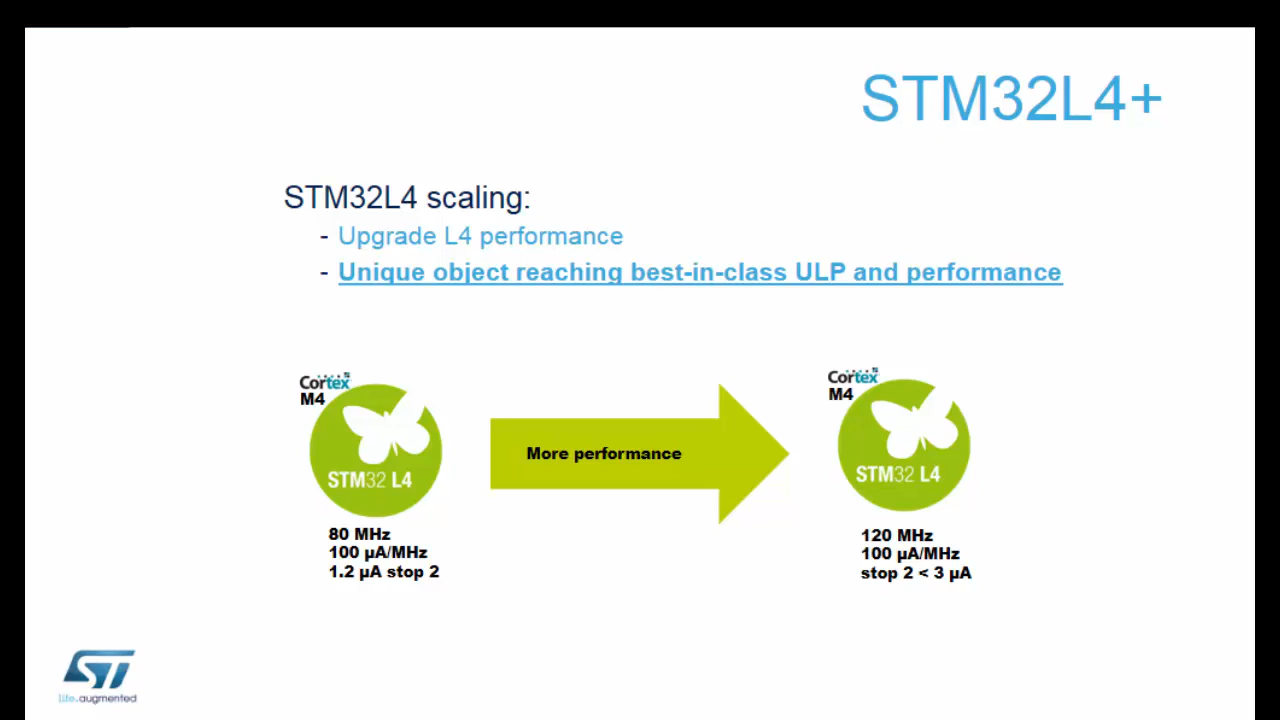 STM32L4+
STM32L4 scaling:
- Upgrade L4 performance
- Unique object reaching best-in-class ULP and performance
Cortex
M4
STM32 L4
80 MHz
100 µA/MHz
1.2 µA stop 2
More performance
Cortex
M4
STM32 L4
120 MHz
100 µA/MHz
stop 2 < 3 µA
ST
life.augmented